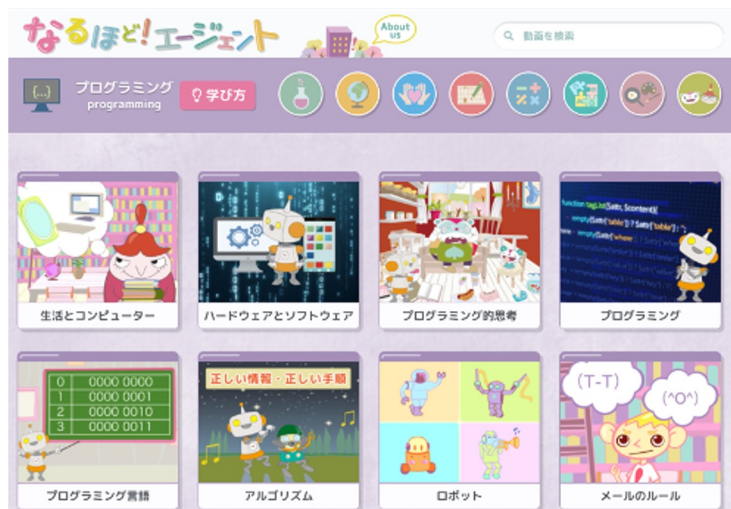 なるほど!エージェント
About
us
動画を検索
{...}
プログラミング
programming
学び方
生活とコンピューター
ハードウェアとソフトウェア
プログラミング的思考
function tagList($attr, $content){
プログラミング
0 0000 0000
1 0000 0001
2 0000 0010
3 0000 0011
プログラミング言語
正しい情報・正しい手順
アルゴリズム
ロボット
(T-T)
(^O^)
メールのルール